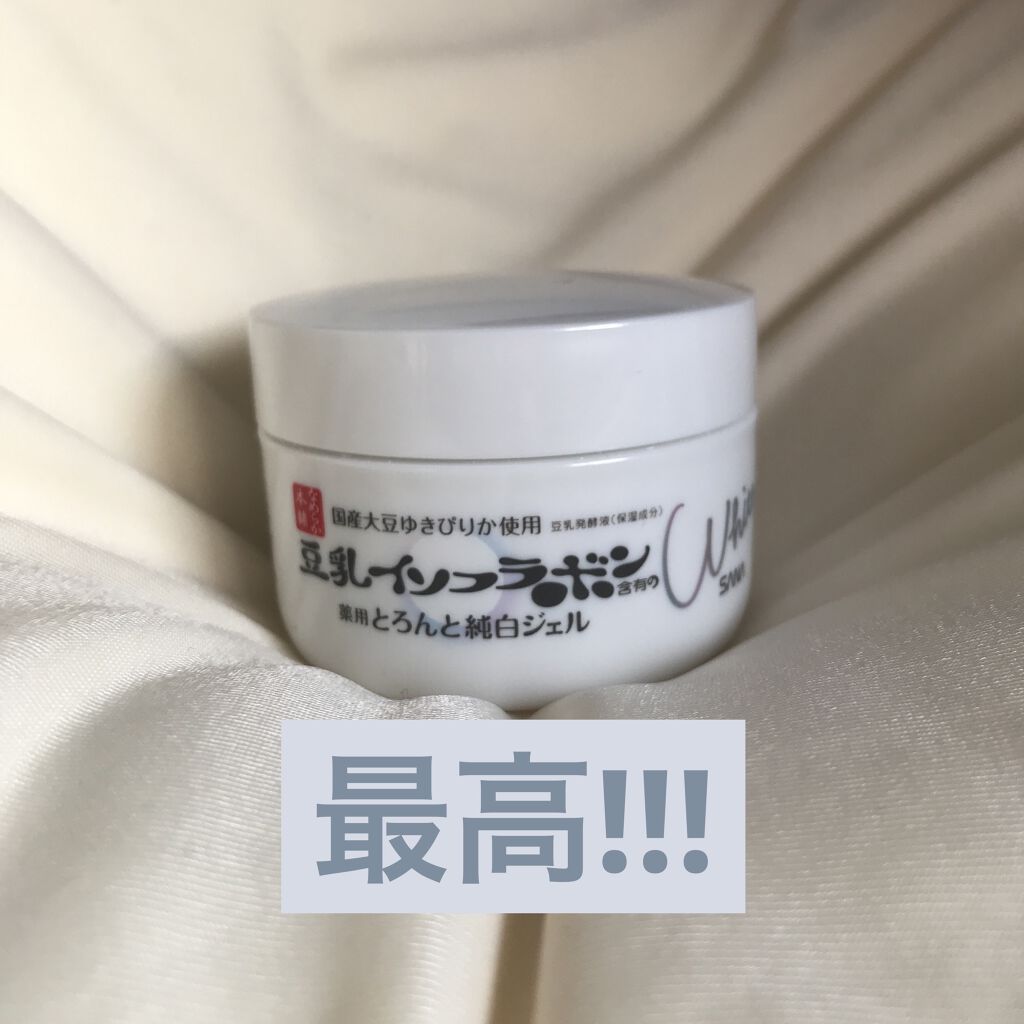 なめらか
本舗
国産大豆ゆきぴりか使用 豆乳発酵液(保湿成分)
豆乳イソフラボン含有の
薬用とろんと純白ジェル
Whi
SANA
最高!!!